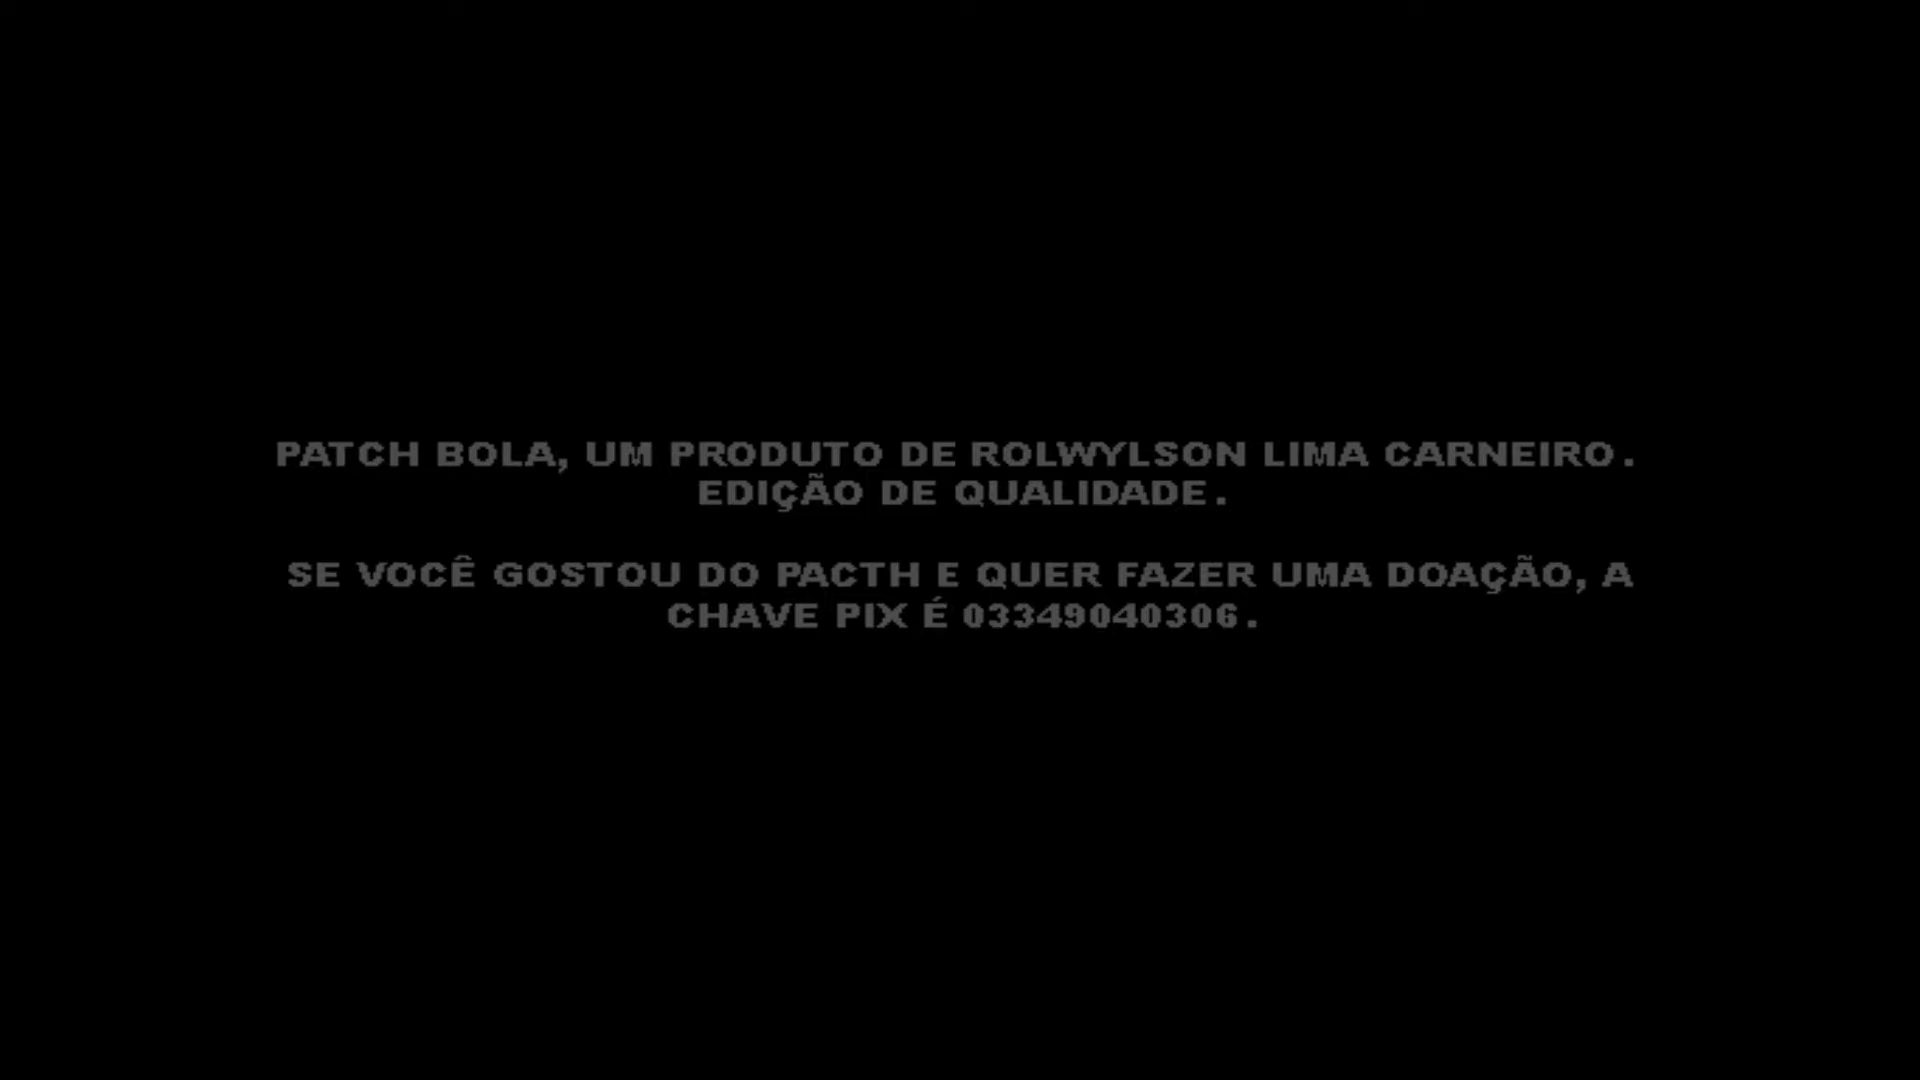 PATCH BOLA, UM PRODUTO DE ROLWYLSON LIMA CARNEIRO.
EDIÇÃO DE QUALIDADE.
SE VOCÊ GOSTOU DO PACTH E QUER FAZER UMA DOAÇÃO, A
CHAVE PIX É 03349040306.